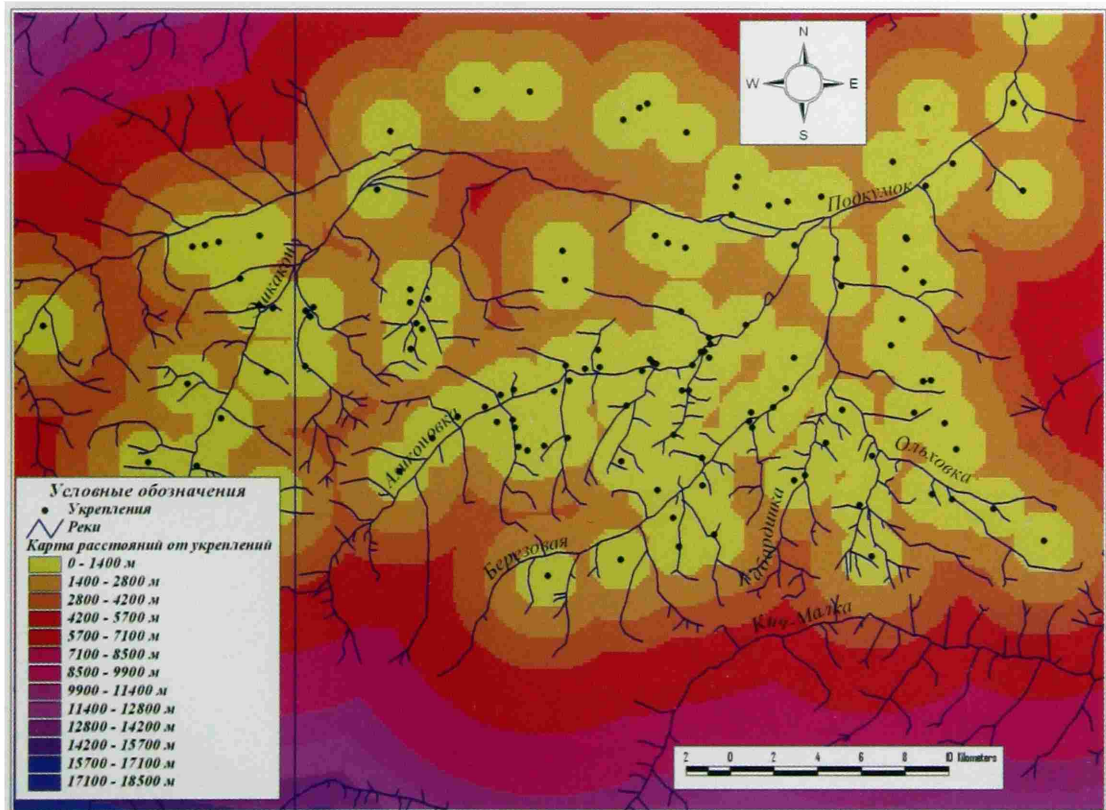 N
W E
S
Подкумок
Аликоновка
Ольховка
Березовая
Кабардинка
Кич-Малка
Условные обозначения
Укрепления
Реки
Карта расстояний от укреплений
0 - 1400 м
1400 - 2800 м
2800 - 4200 м
4200 - 5700 м
5700 - 7100 м
7100 - 8500 м
8500 - 9900 м
9900 - 11400 м
11400 - 12800 м
12800 - 14200 м
14200 - 15700 м
15700 - 17100 м
17100 - 18500 м
2 0 2 4 6 8 10 Kilometers